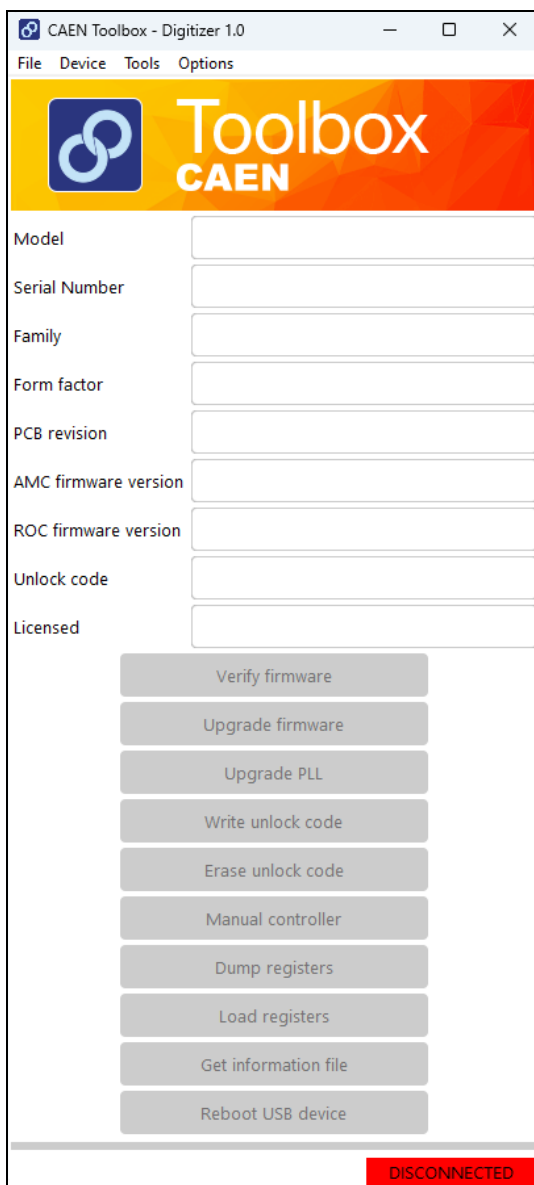 CAEN Toolbox - Digitizer 1.0
File Device Tools Options
Toolbox
CAEN
Model
Serial Number
Family
Form factor
PCB revision
AMC firmware version
ROC firmware version
Unlock code
Licensed
Verify firmware
Upgrade firmware
Upgrade PLL
Write unlock code
Erase unlock code
Manual controller
Dump registers
Load registers
Get information file
Reboot USB device
DISCONNECTED